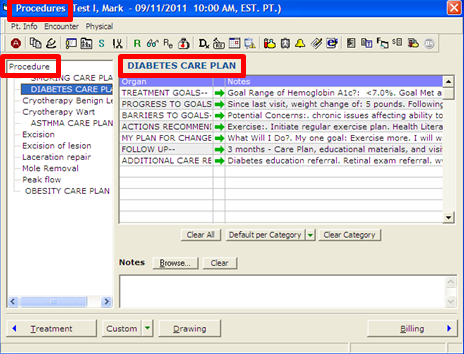 Procedures (Test I, Mark - 09/11/2011 10:00 AM, EST. PT.)
Pt. Info Encounter Physical
Procedure
SMOKING CARE PLAN
DIABETES CARE PLAN
Cryotherapy Benign Le
Cryotherapy Wart
ASTHMA CARE PLAN
Excision
Excision of lesion
Laceration repair
Mole Removal
Peak flow
OBESITY CARE PLAN
DIABETES CARE PLAN
Organ Notes
TREATMENT GOALS-- Goal Range of Hemoglobin A1c?: <7.0%. Goal Met a
PROGRESS TO GOALS Since last visit, weight change of: 5 pounds. Following
BARRIERS TO GOALS- Potential Concerns:. chronic issues affecting ability to
ACTIONS RECOMMEN Exercise:. Initiate regular exercise plan. Health Litera
MY PLAN FOR CHANGE What Will I Do?. My one goal: Exercise more. I will wa
FOLLOW UP-- 3 months - Care Plan, educational materials, and visi
ADDITIONAL CARE RE Diabetes education referral. Retinal exam referral.
Clear All Default per Category Clear Category
Notes Browse... Clear
Treatment Custom Drawing Billing